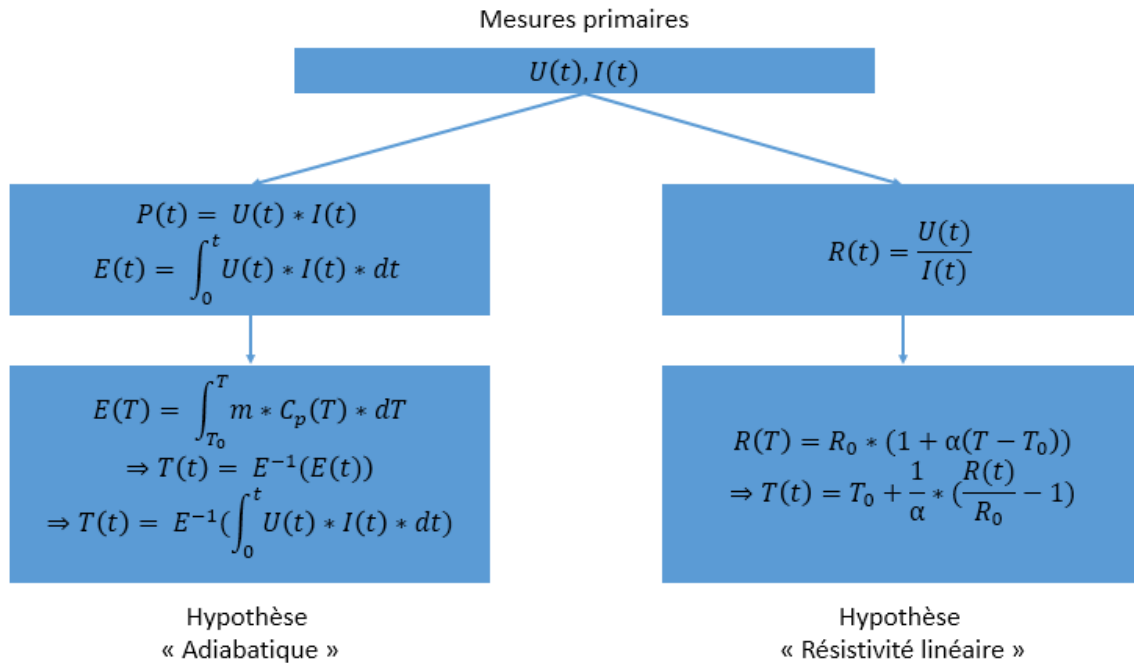 Mesures primaires
U(t), I(t)
P(t) = U(t) * I(t)
E(t) = ∫₀ᵗ U(t) * I(t) * dt
R(t) = U(t)/I(t)
E(T) = ∫_{T₀}^{T} m * Cₚ(T) * dT
⇒ T(t) = E⁻¹(E(t))
⇒ T(t) = E⁻¹(∫₀ᵗ U(t) * I(t) * dt)
R(T) = R₀ * (1 + α(T − T₀))
⇒ T(t) = T₀ + 1/α * (R(t)/R₀ − 1)
Hypothèse
« Adiabatique »
Hypothèse
« Résistivité linéaire »